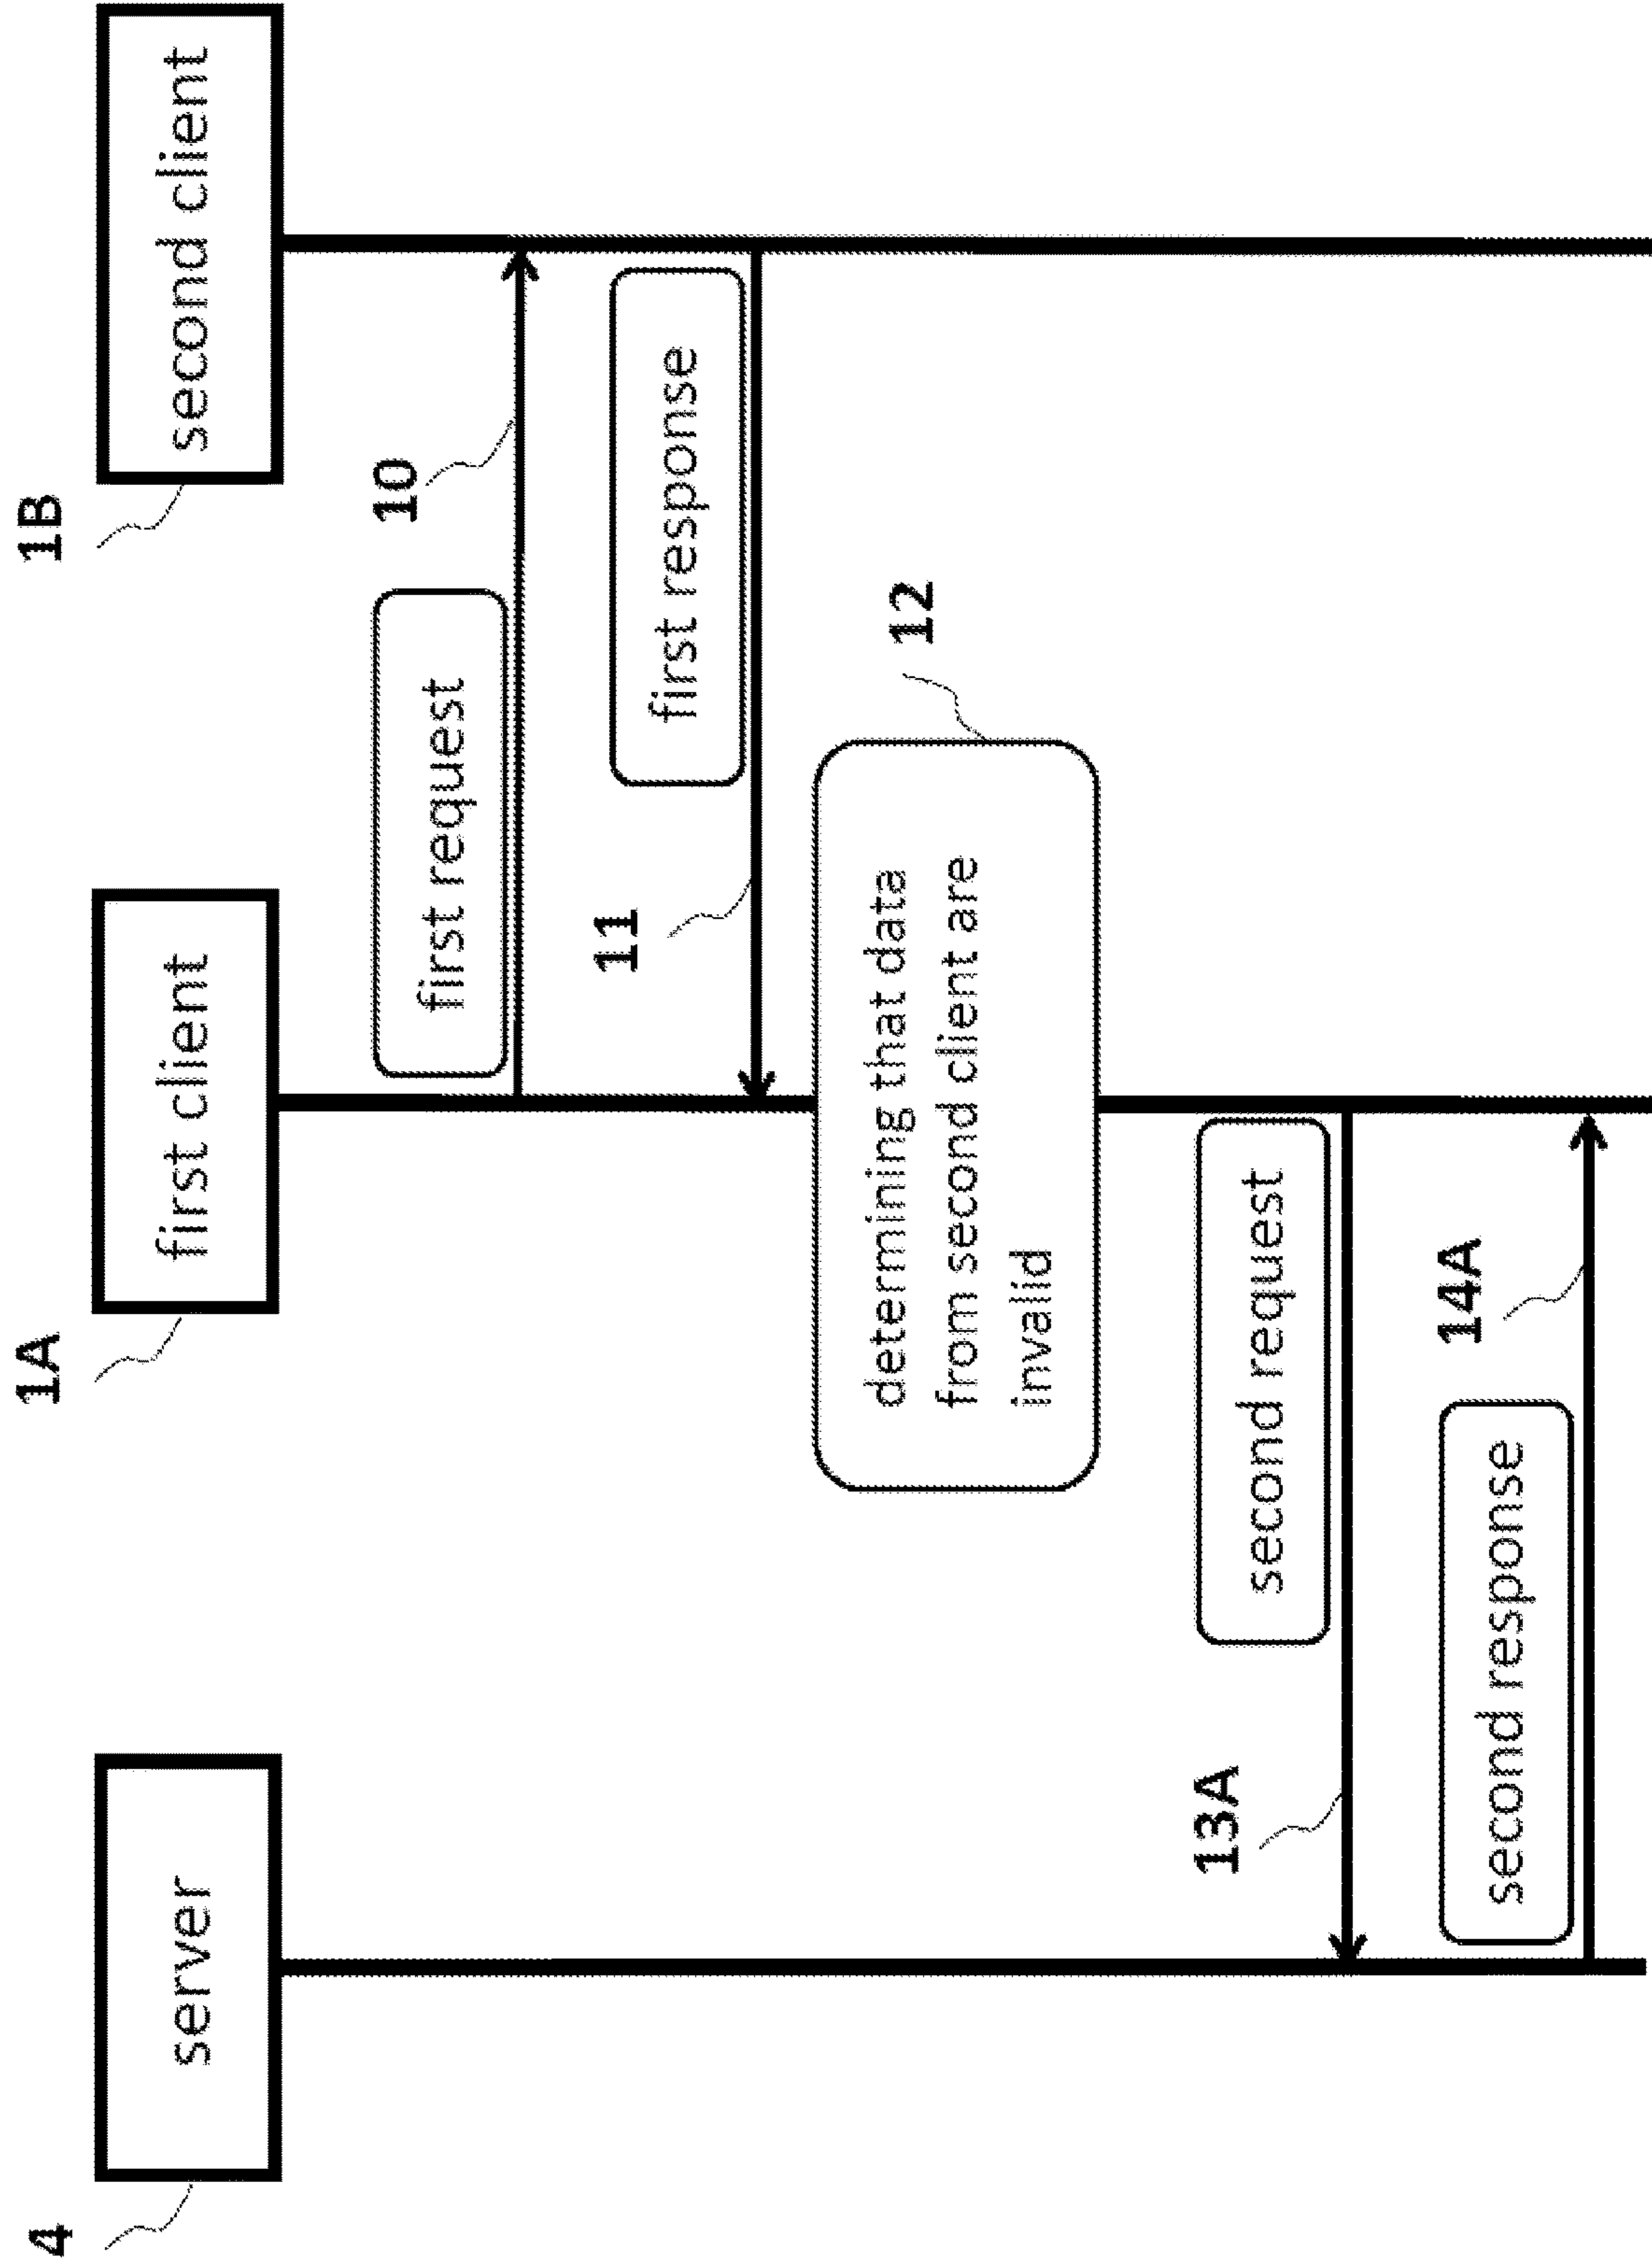 4
server
1A
first client
1B
second client
first request
10
11
first response
12
determining that data
from second client are
invalid
13A
second request
second response
14A